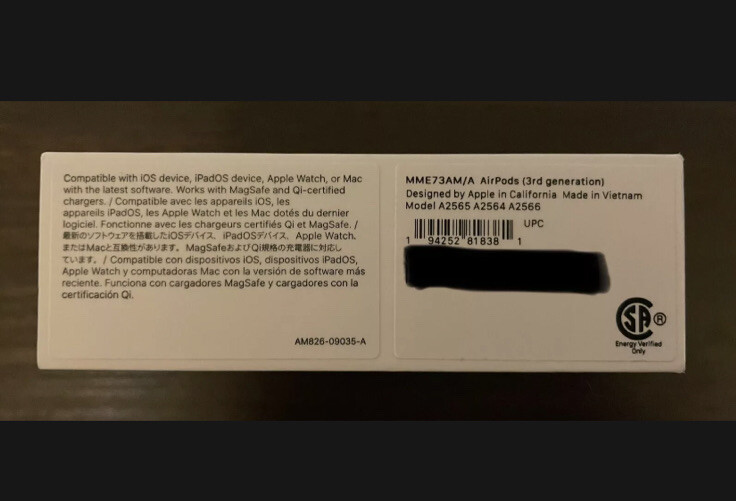 Compatible with iOS device, iPadOS device, Apple Watch, or Mac
with the latest software. Works with MagSafe and Qi-certified
chargers. / Compatible avec les appareils iOS, les
appareils iPadOS, les Apple Watch et les Mac dotés du dernier
logiciel. Fonctionne avec les chargeurs certifiés Qi et MagSafe. /
最新のソフトウェアを搭載したiOSデバイス、iPadOSデバイス、Apple Watch、
またはMacと互換性があります。MagSafeおよびQi規格の充電器に対応し
ています。 / Compatible con dispositivos iOS, dispositivos iPadOS,
Apple Watch y computadoras Mac con la versión de software más
reciente. Funciona con cargadores MagSafe y cargadores con la
certificación Qi.
AM826-09035-A
MME73AM/A AirPods (3rd generation)
Designed by Apple in California Made in Vietnam
Model A2565 A2564 A2566
UPC
1 94252 81838 1
SA ®
Energy Verified
Only